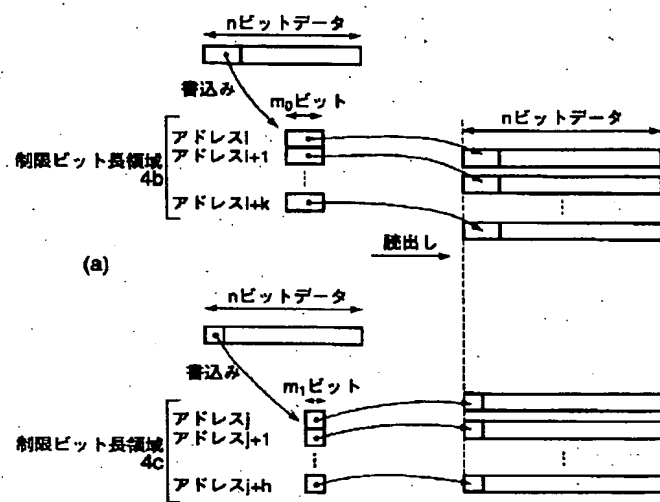 nビットデータ
書込み
m₀ビット
nビットデータ
アドレスi
アドレスi+1
アドレスi+k
制限ビット長領域
4b
読出し
(a)
nビットデータ
書込み
m₁ビット
アドレスj
アドレスj+1
アドレスj+h
制限ビット長領域
4c